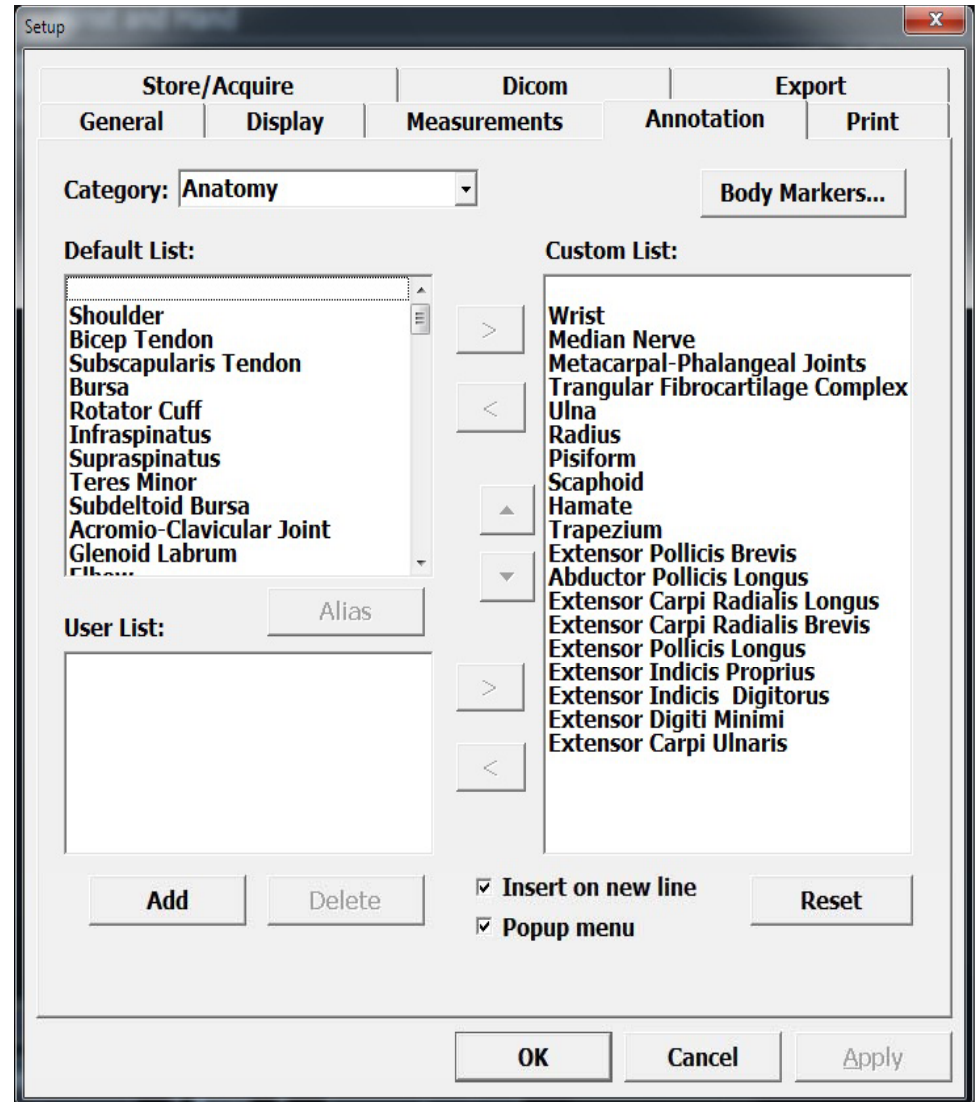 Setup
Store/Acquire Dicom Export
General Display Measurements Annotation Print
Category: Anatomy
Body Markers...
Default List:
Shoulder
Bicep Tendon
Subscapularis Tendon
Bursa
Rotator Cuff
Infraspinatus
Supraspinatus
Teres Minor
Subdeltoid Bursa
Acromio-Clavicular Joint
Glenoid Labrum
Elbow
Alias
User List:
Add Delete
> 
<
>
<
Custom List:
Wrist
Median Nerve
Metacarpal-Phalangeal Joints
Trangular Fibrocartilage Complex
Ulna
Radius
Pisiform
Scaphoid
Hamate
Trapezium
Extensor Pollicis Brevis
Abductor Pollicis Longus
Extensor Carpi Radialis Longus
Extensor Carpi Radialis Brevis
Extensor Pollicis Longus
Extensor Indicis Proprius
Extensor Indicis  Digitorus
Extensor Digiti Minimi
Extensor Carpi Ulnaris
Insert on new line
Popup menu
Reset
OK Cancel Apply